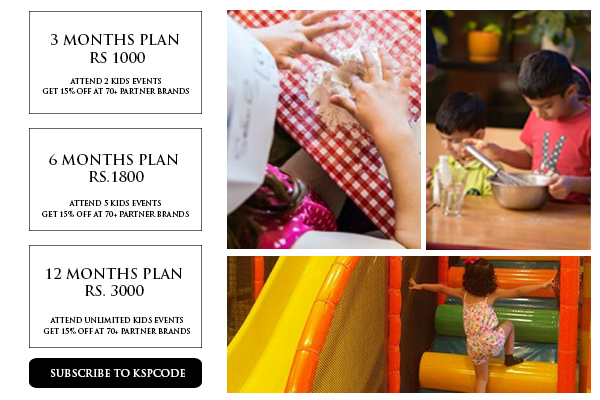 3 MONTHS PLAN
RS 1000
ATTEND 2 KIDS EVENTS
GET 15% OFF AT 70+ PARTNER BRANDS
6 MONTHS PLAN
RS.1800
ATTEND 5 KIDS EVENTS
GET 15% OFF AT 70+ PARTNER BRANDS
12 MONTHS PLAN
RS. 3000
ATTEND UNLIMITED KIDS EVENTS
GET 15% OFF AT 70+ PARTNER BRANDS
SUBSCRIBE TO KSPCODE